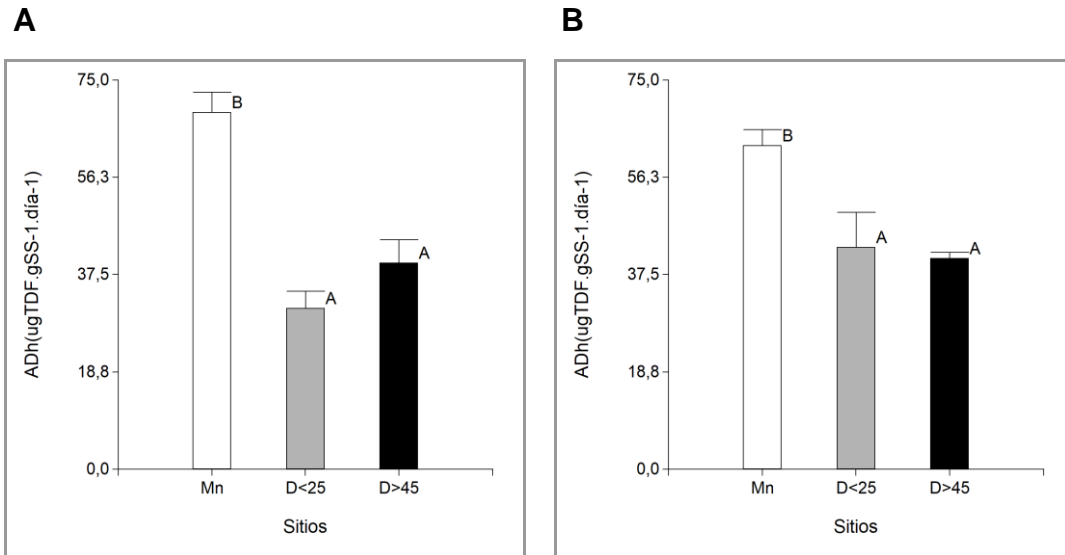 A
75,0
56,3
37,5
18,8
0,0
ADh(ugTDF.gSS-1.día-1)
B
A
A
Mn D<25 D>45
Sitios
B
75,0
56,3
37,5
18,8
0,0
ADh(ugTDF.gSS-1.día-1)
B
A
A
Mn D<25 D>45
Sitios